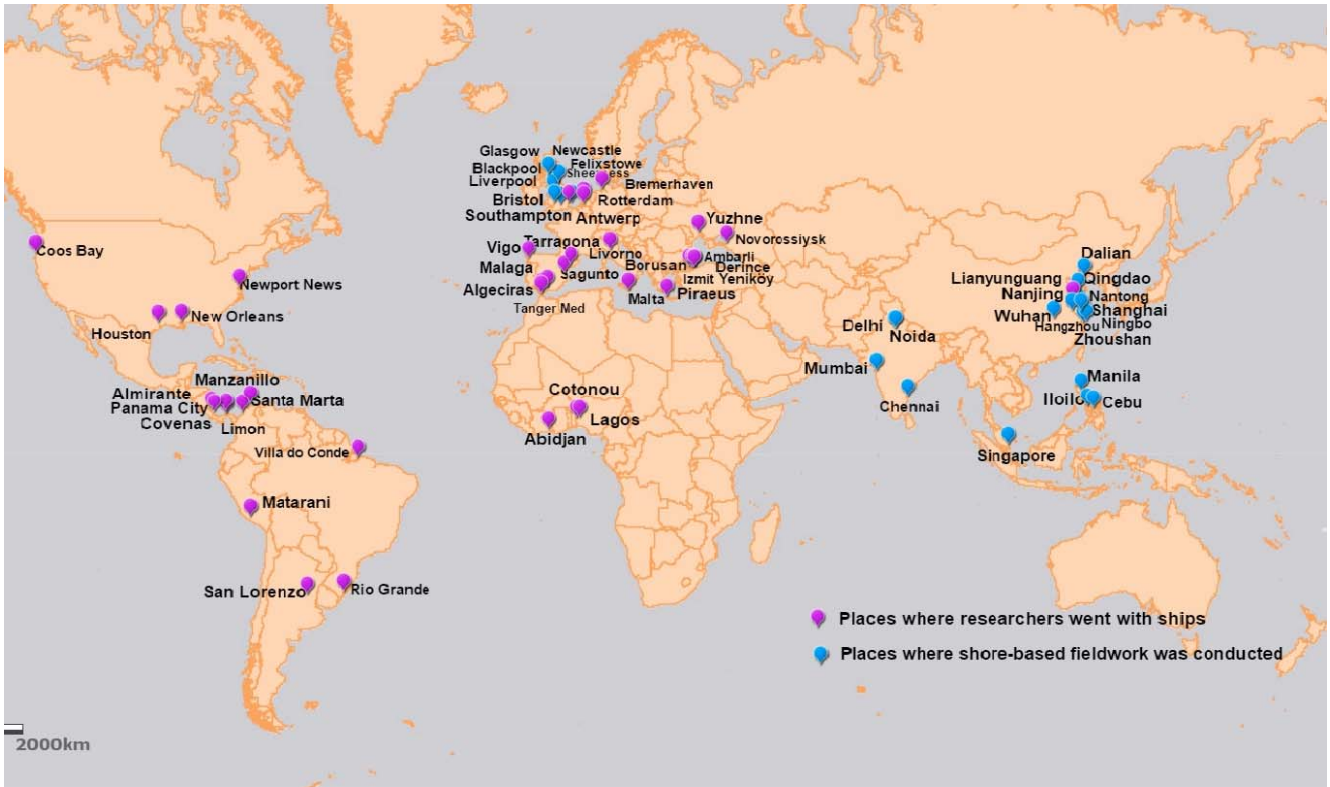 Glasgow
Newcastle
Blackpool
Felixstowe
Liverpool
Bremerhaven
Bristol
Rotterdam
Southampton
Antwerp
Yuzhne
Novorossiysk
Coos Bay
Vigo
Tarragona
Livorno
Ambarli
Malaga
Sagunto
Borusan
Derince
Izmit Yeniköy
Algeciras
Malta
Piraeus
Tanger Med
Newport News
Houston
New Orleans
Dalian
Lianyunguang
Qingdao
Nanjing
Nantong
Wuhan
Shanghai
Hangzhou
Ningbo
Zhoushan
Delhi
Noida
Mumbai
Chennai
Manila
Iloilo
Cebu
Singapore
Manzanillo
Almirante
Santa Marta
Panama City
Covenas
Limon
Cotonou
Lagos
Abidjan
Villa do Conde
Matarani
San Lorenzo
Rio Grande
Places where researchers went with ships
Places where shore-based fieldwork was conducted
2000km